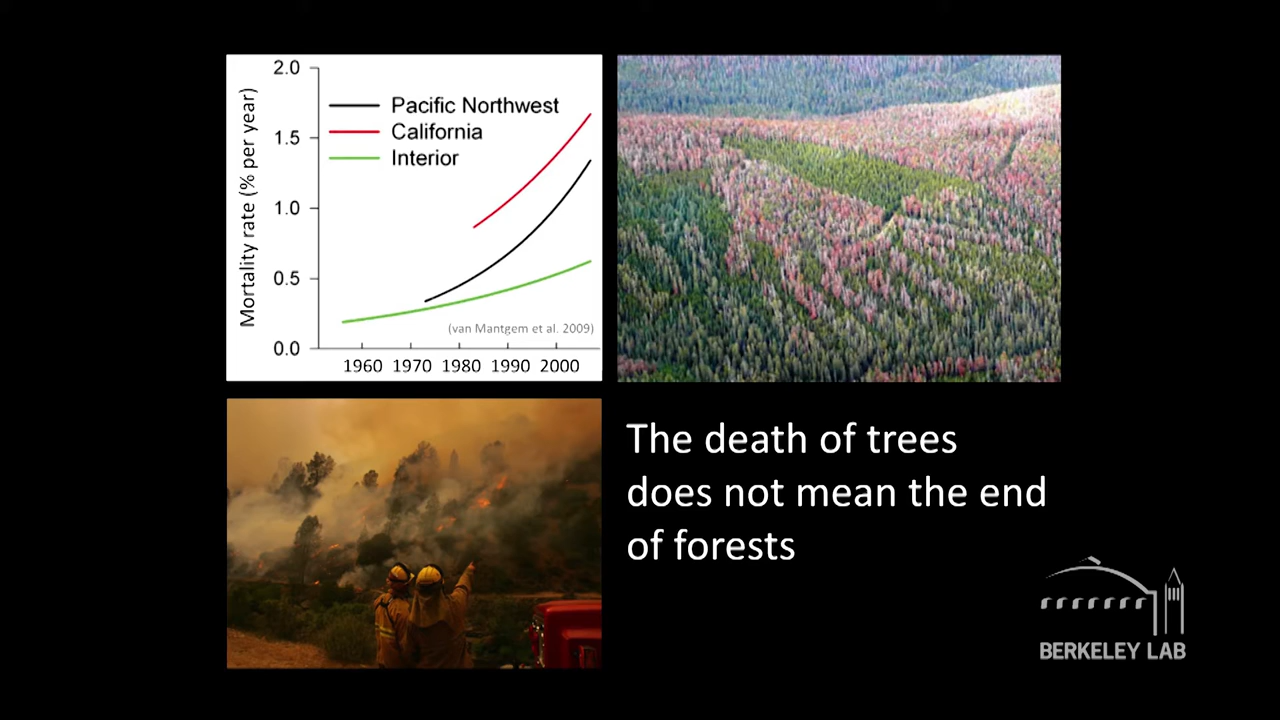 2.0
1.5
1.0
0.5
0.0
Mortality rate (% per year)
Pacific Northwest
California
Interior
(van Mantgem et al. 2009)
1960 1970 1980 1990 2000
The death of trees
does not mean the end
of forests
BERKELEY LAB